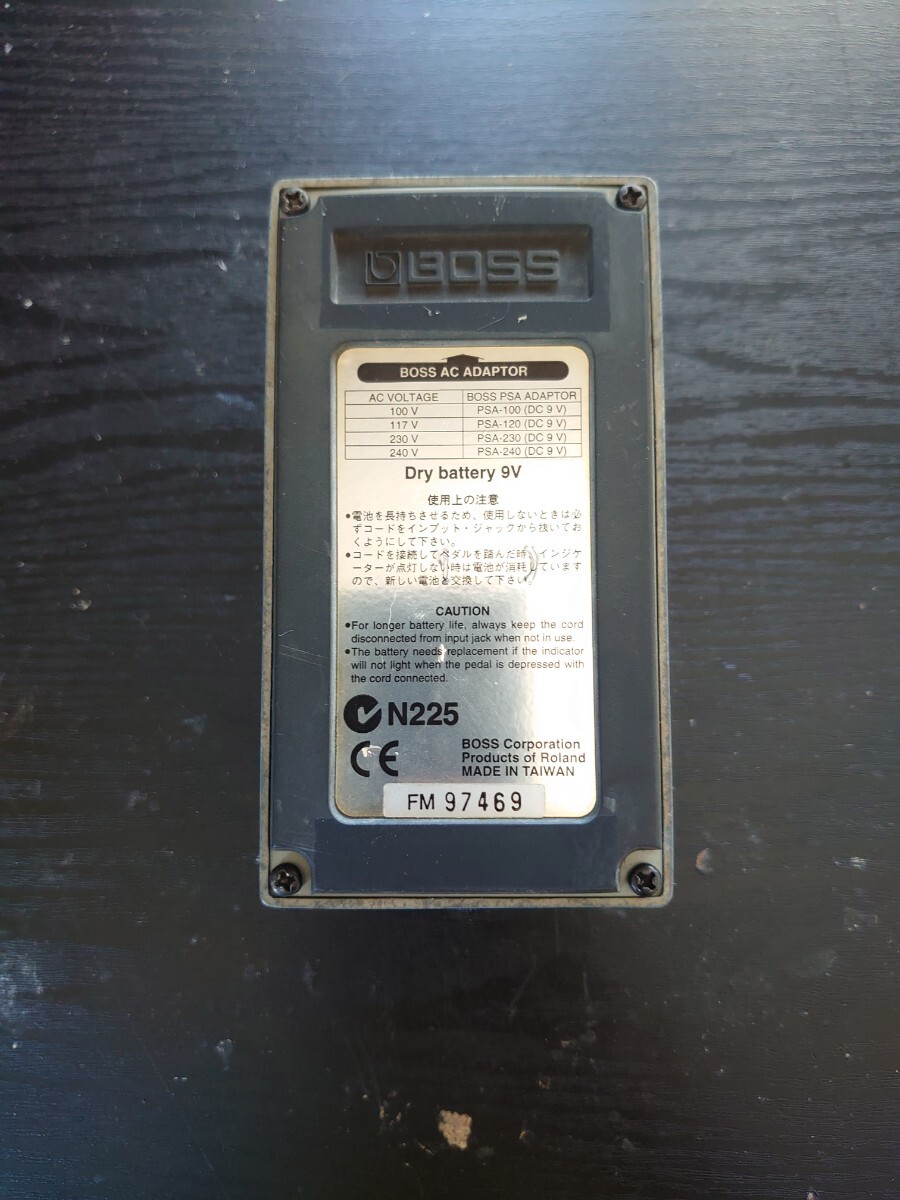 BOSS
BOSS AC ADAPTOR
AC VOLTAGE BOSS PSA ADAPTOR
100 V PSA-100 (DC 9 V)
117 V PSA-120 (DC 9 V)
230 V PSA-230 (DC 9 V)
240 V PSA-240 (DC 9 V)
Dry battery 9V
使用上の注意
●電池を長持ちさせるため、使用しないときは必
ずコードをインプット・ジャックから抜いてお
くようにして下さい。
●コードを接続してペダルを踏んだ時、インジケ
ーターが点灯しない時は電池が消耗しています
ので、新しい電池と交換して下さい。
CAUTION
●For longer battery life, always keep the cord
disconnected from input jack when not in use.
●The battery needs replacement if the indicator
will not light when the pedal is depressed with
the cord connected.
N225
CE
BOSS Corporation
Products of Roland
MADE IN TAIWAN
FM 97469